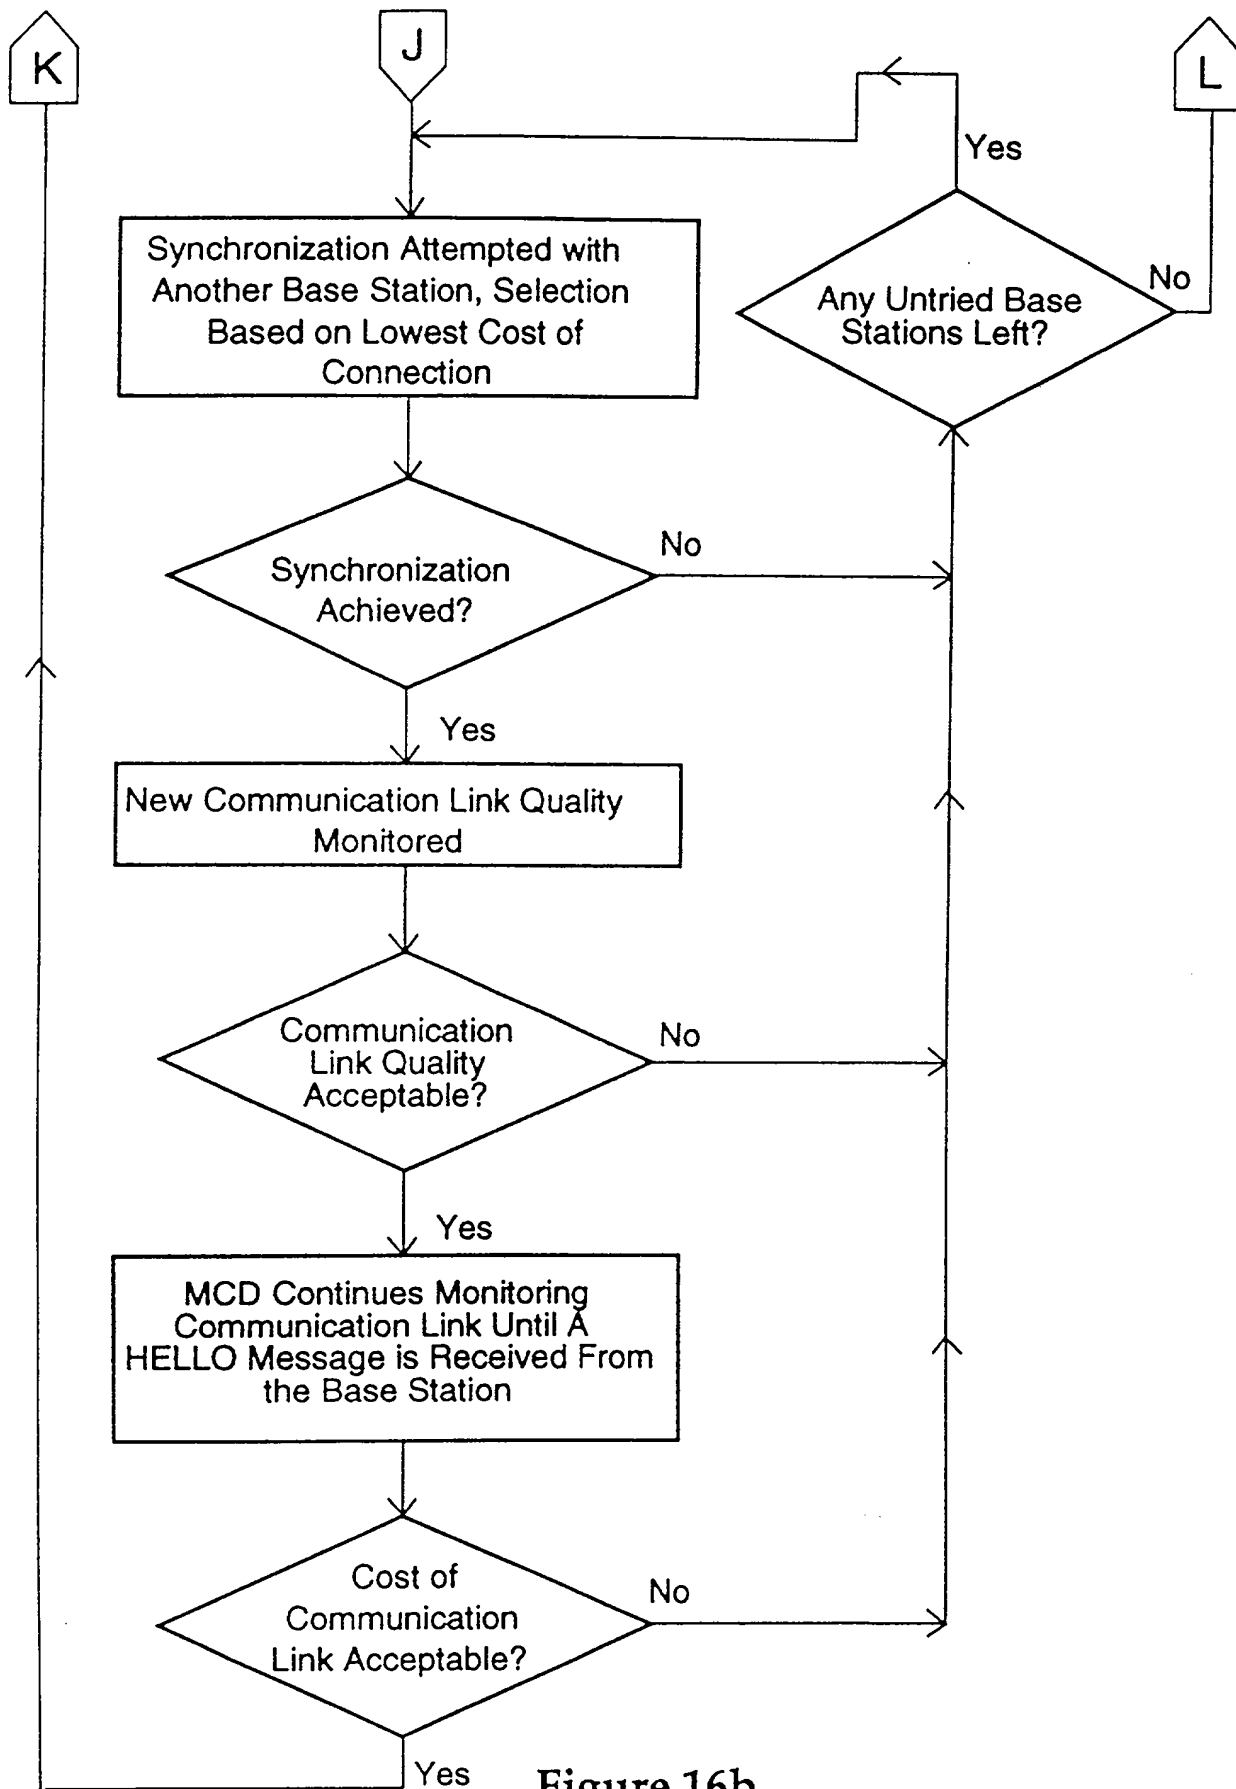 K
J
L
Yes
Synchronization Attempted with
Another Base Station, Selection
Based on Lowest Cost of
Connection
No
Any Untried Base
Stations Left?
No
Synchronization
Achieved?
Yes
New Communication Link Quality
Monitored
Communication
Link Quality
Acceptable?
No
Yes
MCD Continues Monitoring
Communication Link Until A
HELLO Message is Received From
the Base Station
Cost of
Communication
Link Acceptable?
No
Yes
Figure 16b